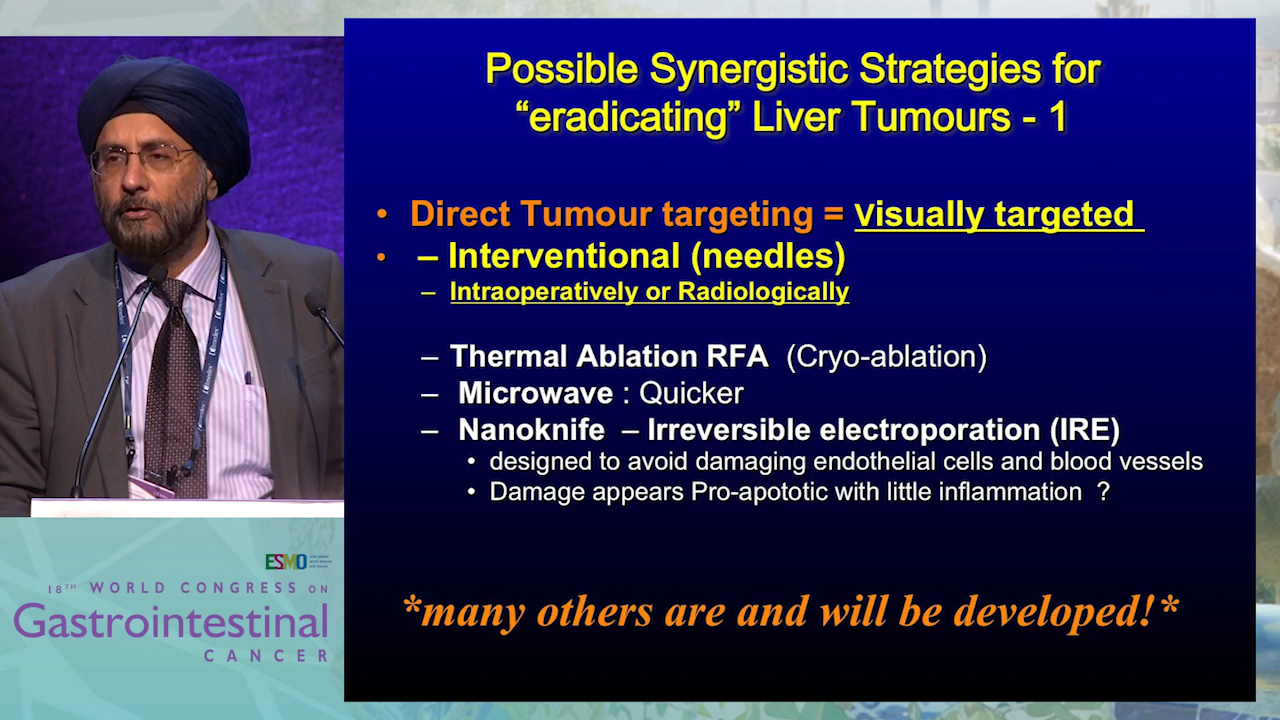 Possible Synergistic Strategies for
“eradicating” Liver Tumours - 1
• Direct Tumour targeting = Visually targeted
• – Interventional (needles)
– Intraoperatively or Radiologically
– Thermal Ablation RFA (Cryo-ablation)
– Microwave : Quicker
– Nanoknife – Irreversible electroporation (IRE)
• designed to avoid damaging endothelial cells and blood vessels
• Damage appears Pro-apototic with little inflammation ?
*many others are and will be developed!*
ESMO
18TH WORLD CONGRESS ON
Gastrointestinal
CANCER